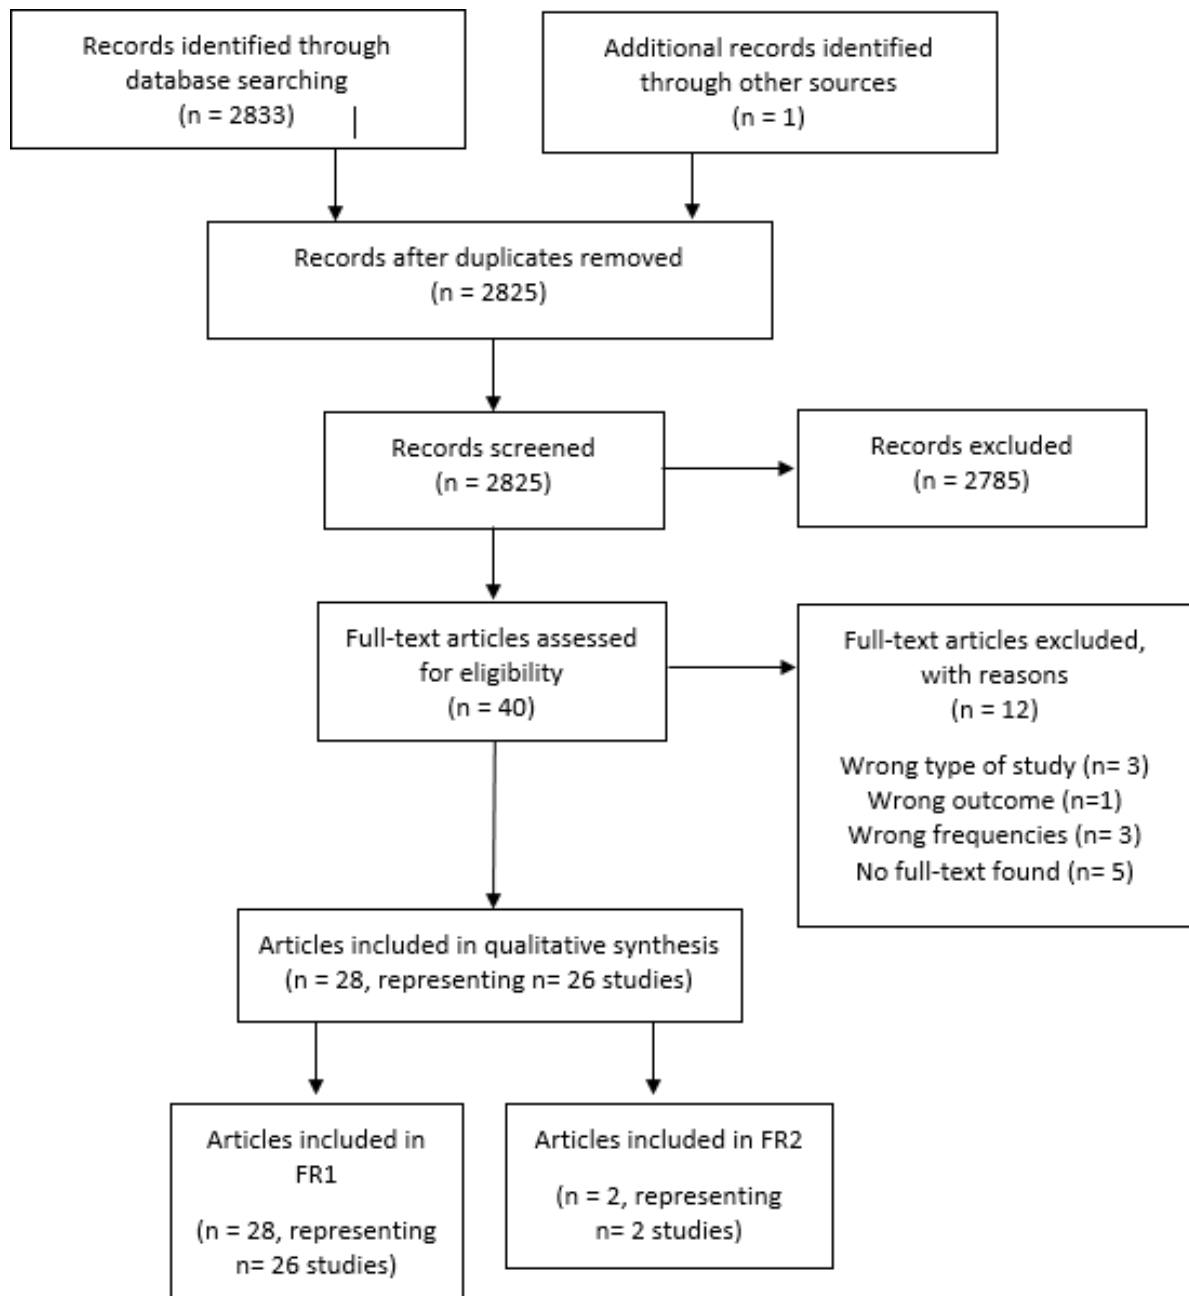 Records identified through
database searching
(n = 2833)
Additional records identified
through other sources
(n = 1)
Records after duplicates removed
(n = 2825)
Records screened
(n = 2825)
Records excluded
(n = 2785)
Full-text articles assessed
for eligibility
(n = 40)
Full-text articles excluded,
with reasons
(n = 12)
Wrong type of study (n= 3)
Wrong outcome (n=1)
Wrong frequencies (n= 3)
No full-text found (n= 5)
Articles included in qualitative synthesis
(n = 28, representing n= 26 studies)
Articles included in
FR1
(n = 28, representing
n= 26 studies)
Articles included in FR2
(n = 2, representing
n= 2 studies)